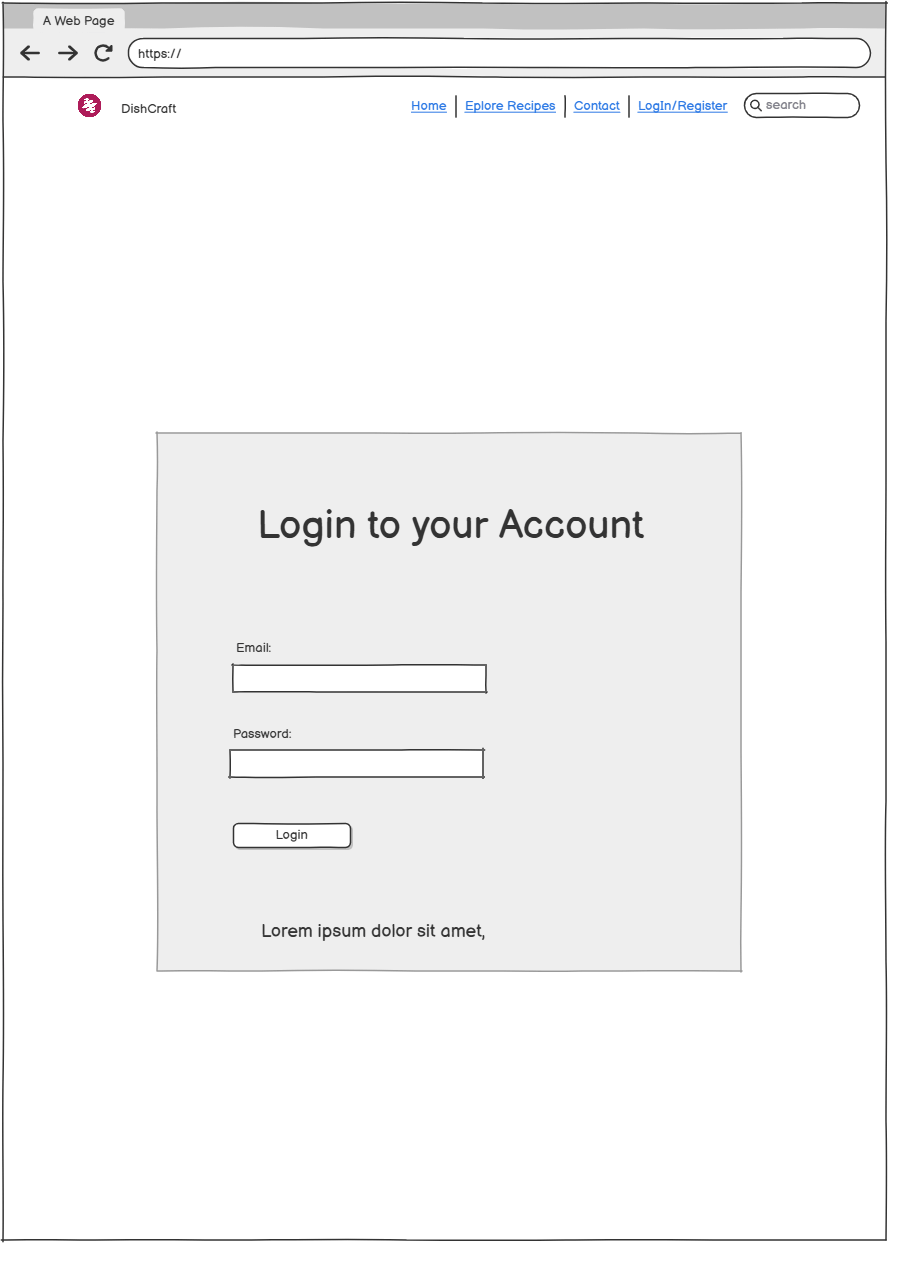 A Web Page
https://
DishCraft
Home Eplore Recipes Contact LogIn/Register search
Login to your Account
Email:
Password:
Login
Lorem ipsum dolor sit amet,